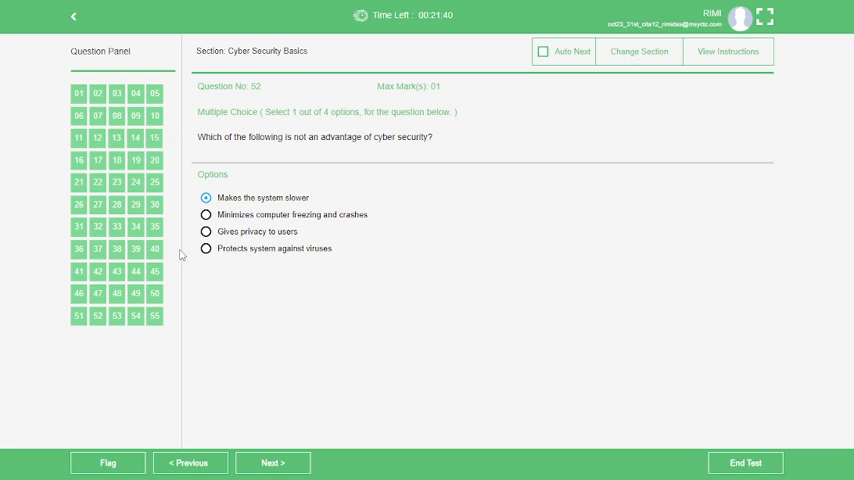 Time Left : 00:21:40
RIMI
Question Panel
Section: Cyber Security Basics
Auto Next
Change Section
View Instructions
01 02 03 04 05
06 07 08 09 10
11 12 13 14 15
16 17 18 19 20
21 22 23 24 25
26 27 28 29 30
31 32 33 34 35
36 37 38 39 40
41 42 43 44 45
46 47 48 49 50
51 52 53 54 55
Question No: 52 Max Mark(s): 01
Multiple Choice ( Select 1 out of 4 options, for the question below. )
Which of the following is not an advantage of cyber security?
Options
Makes the system slower
Minimizes computer freezing and crashes
Gives privacy to users
Protects system against viruses
Flag
< Previous
Next >
End Test